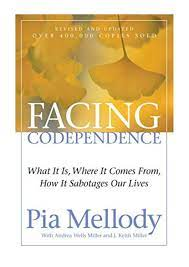 REVISED AND UPDATED
OVER 400,000 COPIES SOLD
FACING
CODEPENDENCE
What It Is, Where It Comes From,
How It Sabotages Our Lives
Pia Mellody
With Andrea Wells Miller and J. Keith Miller